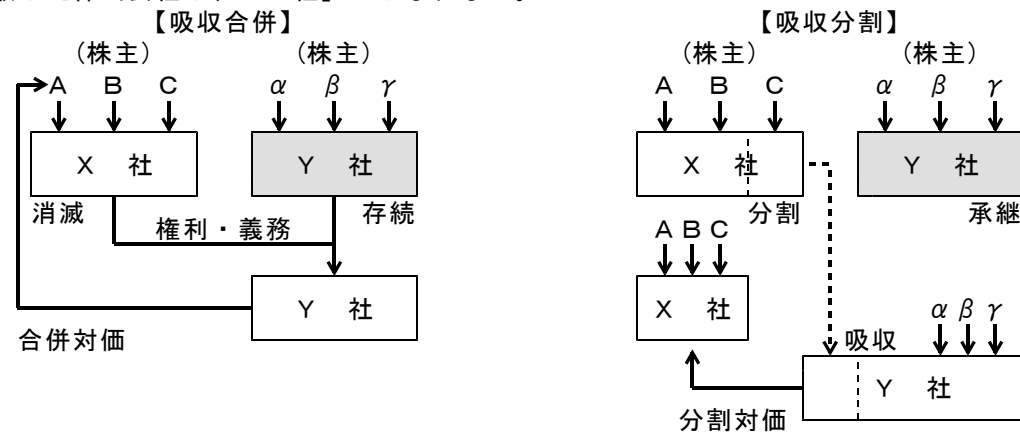 【吸収合併】
(株主) (株主)
A B C α β γ
X 社 Y 社
消滅 存続
権利・義務
Y 社
合併対価
【吸収分割】
(株主) (株主)
A B C α β γ
X 社 Y 社
分割 承継
A B C
X 社
α β γ
吸収
Y 社
分割対価